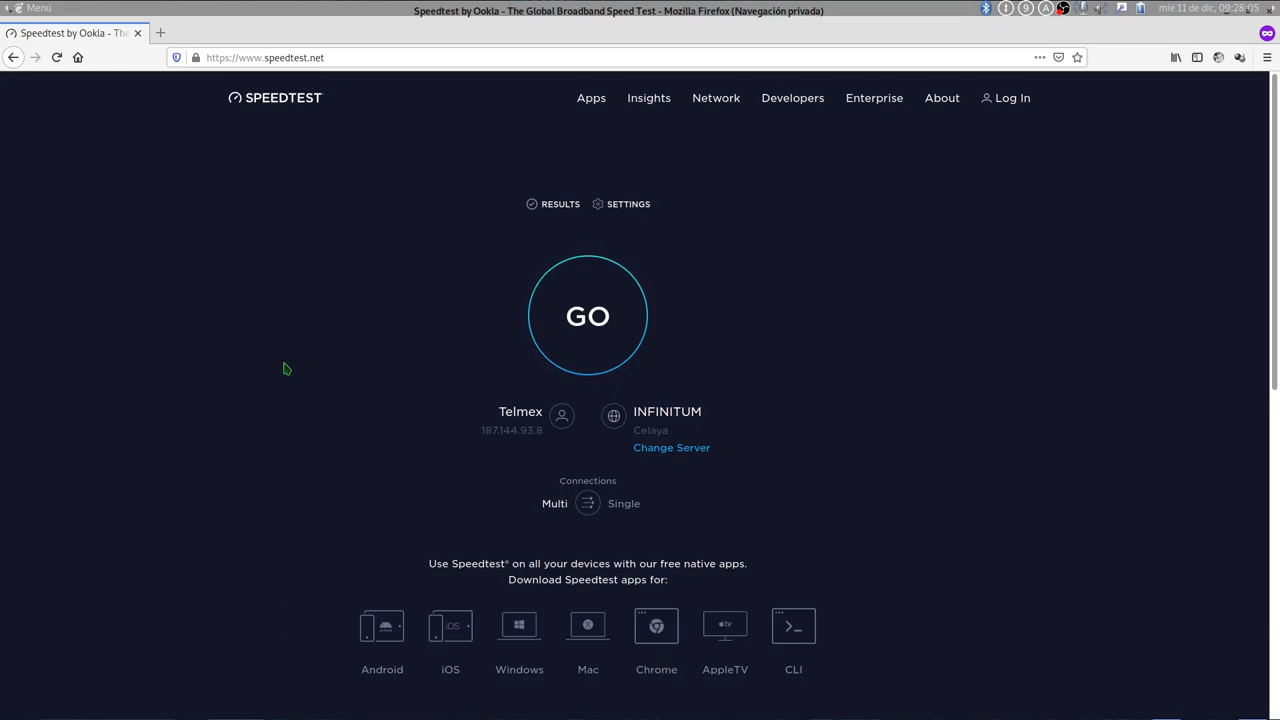 Menú
Speedtest by Ookla - The Global Broadband Speed Test - Mozilla Firefox (Navegación privada)
mié 11 de dic, 09:28:05
Speedtest by Ookla - The
https://www.speedtest.net
SPEEDTEST
Apps
Insights
Network
Developers
Enterprise
About
Log In
RESULTS
SETTINGS
GO
Telmex
187.144.93.8
INFINITUM
Celaya
Change Server
Connections
Multi
Single
Use Speedtest® on all your devices with our free native apps.
Download Speedtest apps for:
iOS
tv
Android
iOS
Windows
Mac
Chrome
AppleTV
CLI